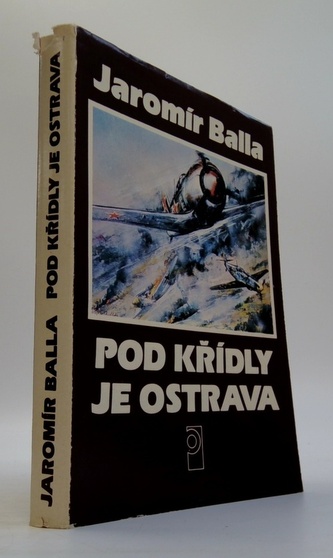 JAROMÍR BALLA POD KŘÍDLY JE OSTRAVA
Jaromír Balla
POD KŘÍDLY
JE OSTRAVA